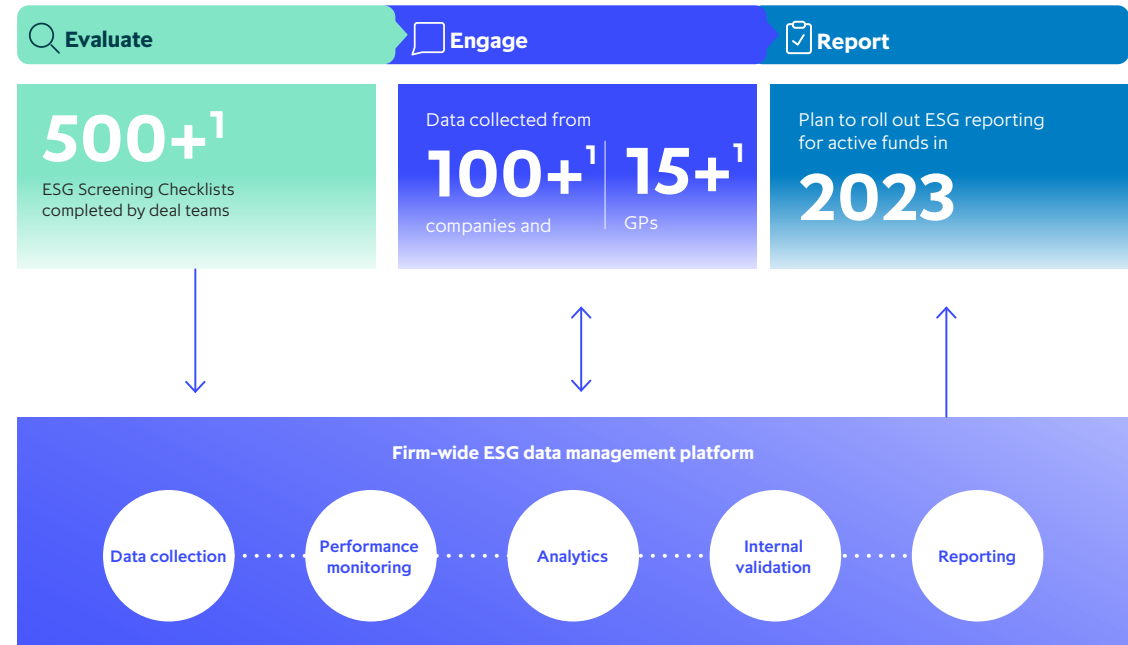 Evaluate
Engage
Report
500+¹
ESG Screening Checklists
completed by deal teams
Data collected from
100+¹
companies and
15+¹
GPs
Plan to roll out ESG reporting
for active funds in
2023
Firm-wide ESG data management platform
Data collection
Performance
monitoring
Analytics
Internal
validation
Reporting